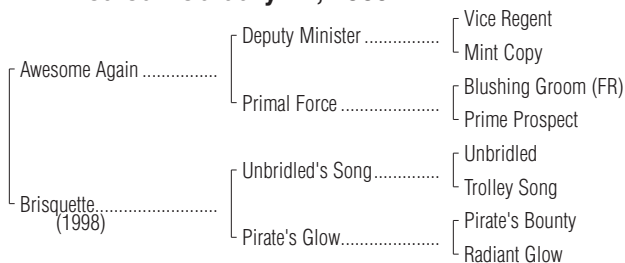 Vice Regent
Deputy Minister ................
Mint Copy
Awesome Again ................
Blushing Groom (FR)
Primal Force .....................
Prime Prospect
Unbridled
Unbridled's Song..............
Trolley Song
Brisquette..........................
(1998)
Pirate's Bounty
Pirate's Glow.....................
Radiant Glow